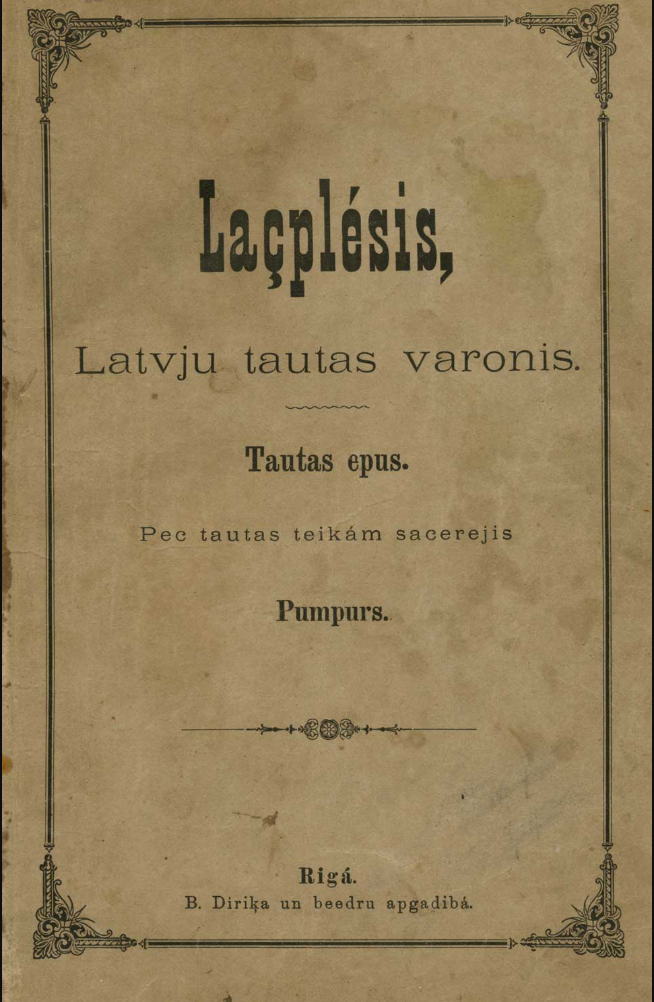 Laçplésis,
Latvju tautas varonis.
Tautas epus.
Pec tautas teikám sacerejis
Pumpurs.
Rigá.
B. Diriķa un beedru apgadibá.